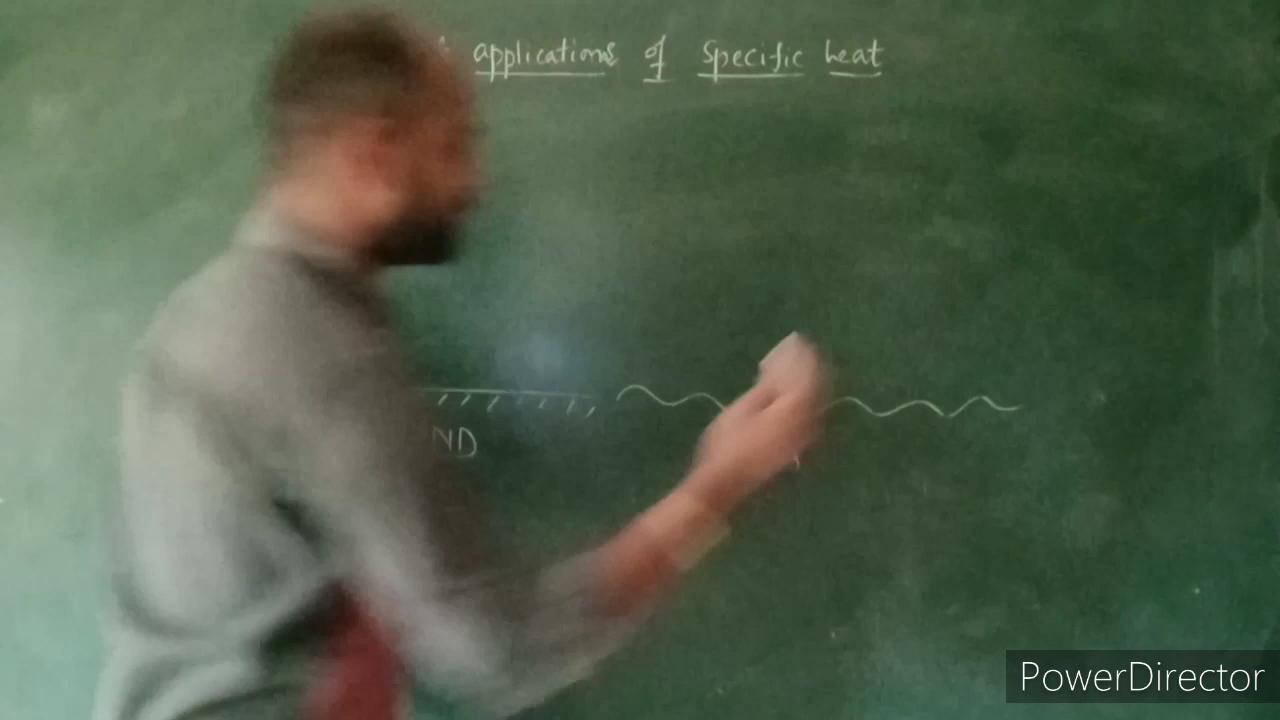 applications of specific heat
ND
PowerDirector